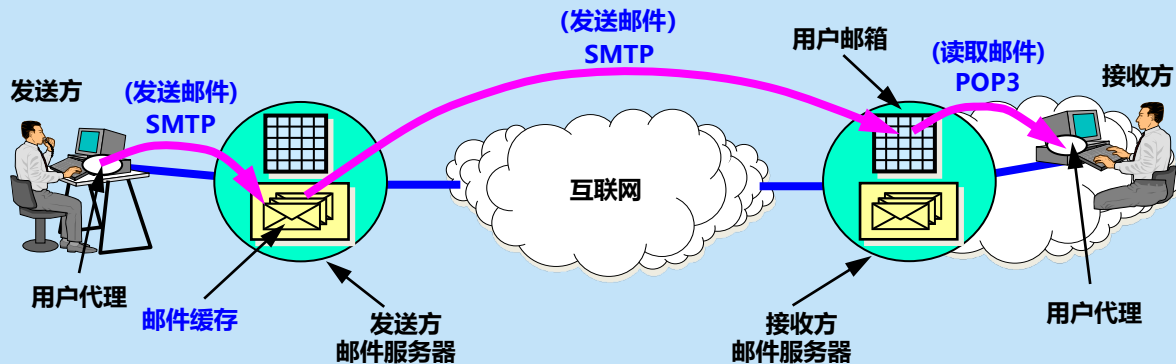 发送方
(发送邮件)
SMTP
(发送邮件)
SMTP
用户邮箱
(读取邮件)
POP3
接收方
互联网
用户代理
邮件缓存
发送方
邮件服务器
接收方
邮件服务器
用户代理